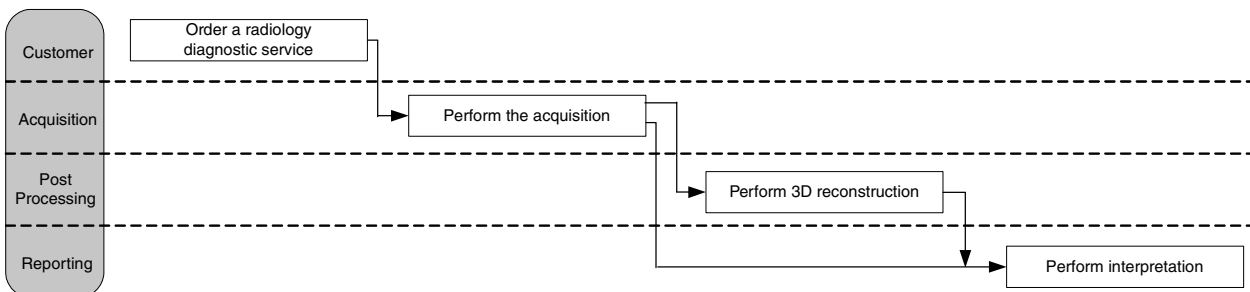 Customer
Order a radiology
diagnostic service
Acquisition
Perform the acquisition
Post
Processing
Perform 3D reconstruction
Reporting
Perform interpretation